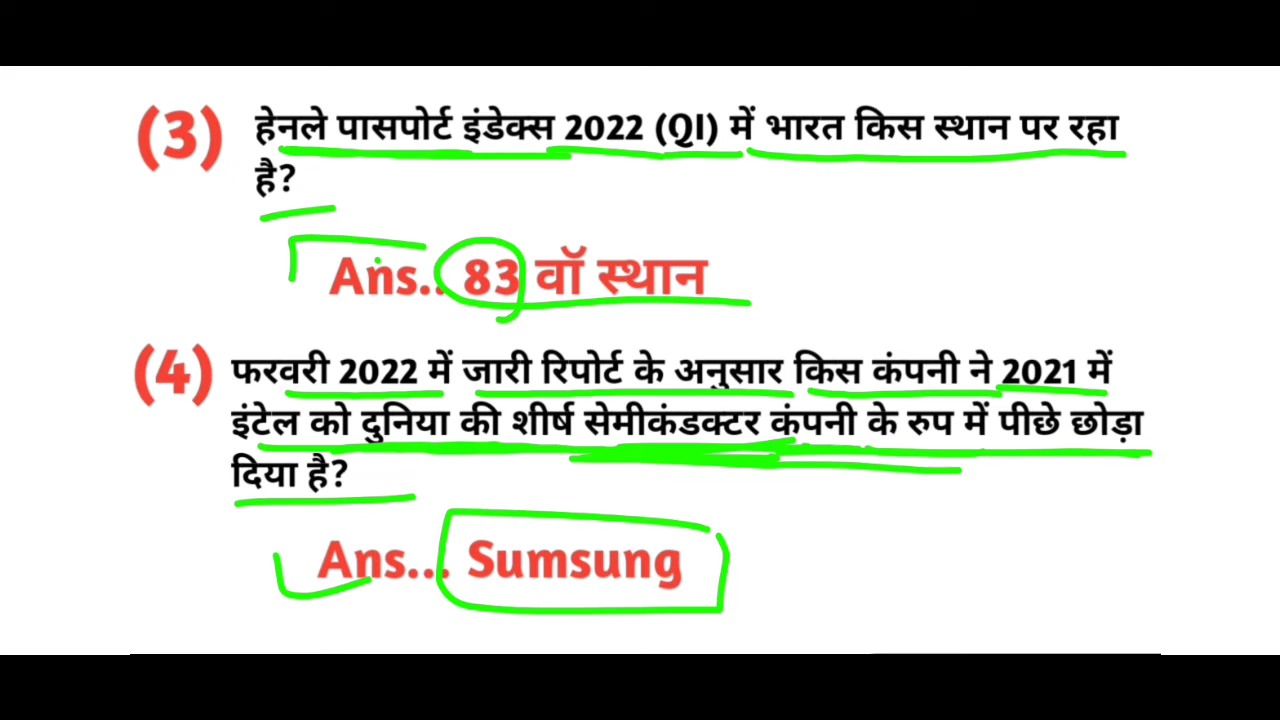 (3) हेनले पासपोर्ट इंडेक्स 2022 (QI) में भारत किस स्थान पर रहा
है?
Ans.. 83 वॉ स्थान
(4) फरवरी 2022 में जारी रिपोर्ट के अनुसार किस कंपनी ने 2021 में
इंटेल को दुनिया की शीर्ष सेमीकंडक्टर कंपनी के रुप में पीछे छोड़ा
दिया है?
Ans... Sumsung